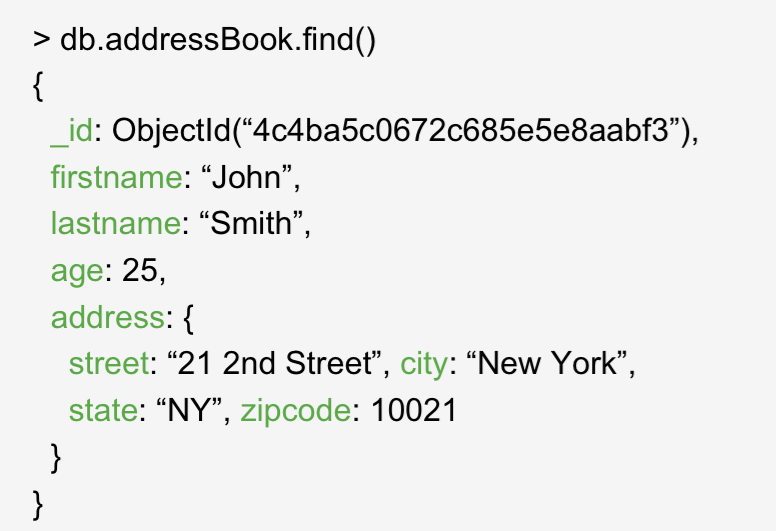 > db.addressBook.find()
{
_id: ObjectId(“4c4ba5c0672c685e5e8aabf3”),
firstname: “John”,
lastname: “Smith”,
age: 25,
address: {
street: “21 2nd Street”, city: “New York”,
state: “NY”, zipcode: 10021
}
}